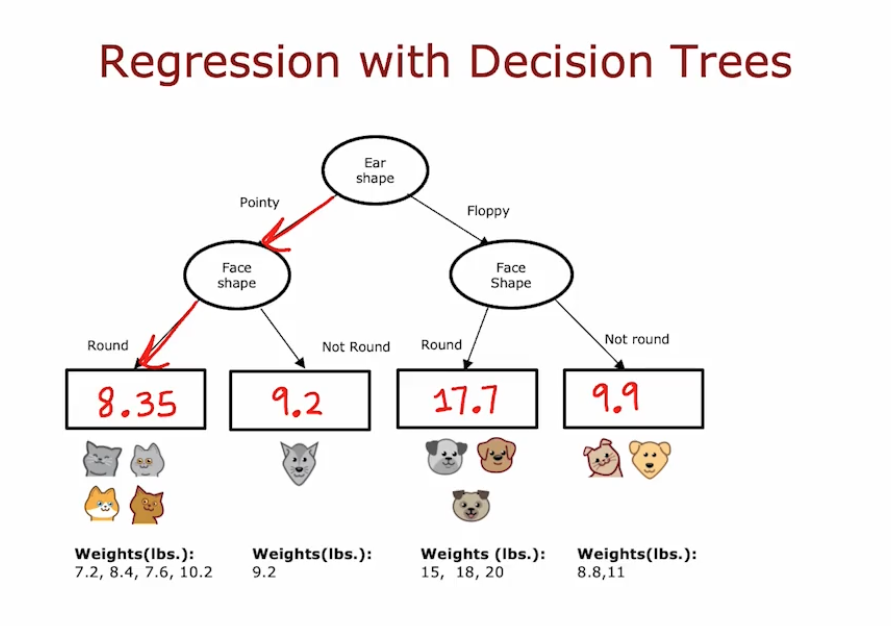 Regression with Decision Trees
Ear
shape
Pointy
Floppy
Face
shape
Face
Shape
Round
Not Round
Round
Not round
8.35
9.2
17.7
9.9
Weights(lbs.):
7.2, 8.4, 7.6, 10.2
Weights(lbs.):
9.2
Weights (lbs.):
15, 18, 20
Weights(lbs.):
8.8,11